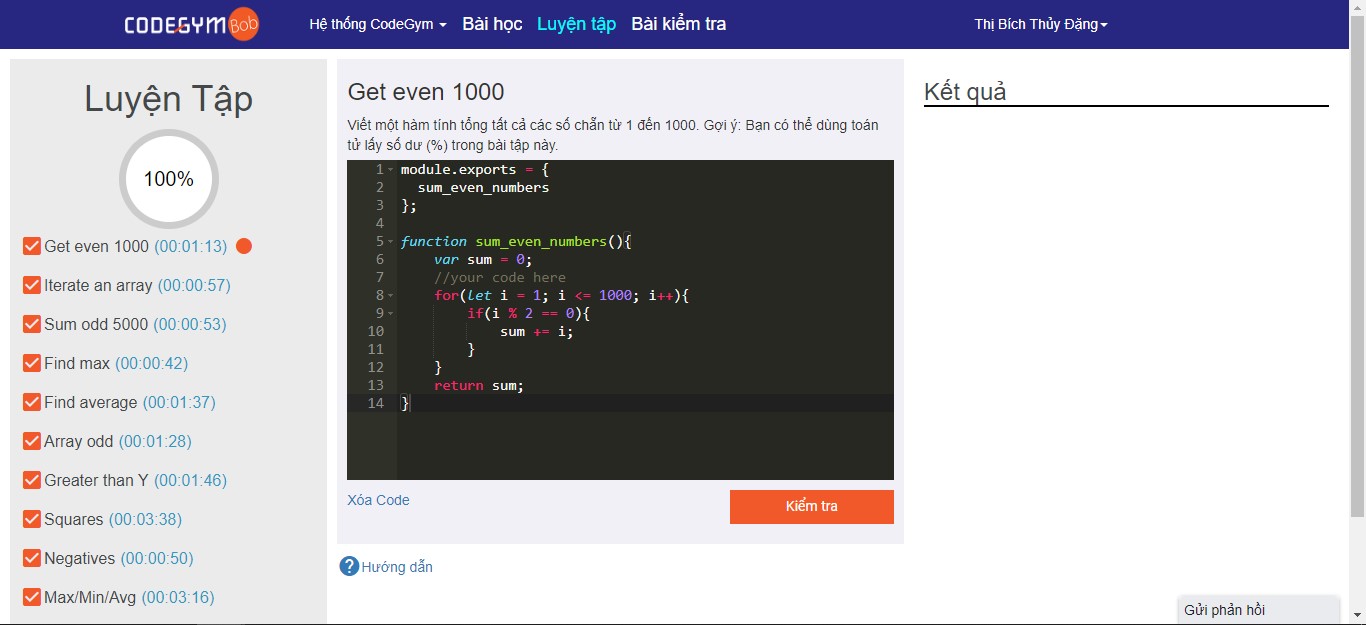 CODEGYM Bob
Hệ thống CodeGym Bài học Luyện tập Bài kiểm tra Thị Bích Thủy Đặng
Luyện Tập
100%
Get even 1000 (00:01:13)
Iterate an array (00:00:57)
Sum odd 5000 (00:00:53)
Find max (00:00:42)
Find average (00:01:37)
Array odd (00:01:28)
Greater than Y (00:01:46)
Squares (00:03:38)
Negatives (00:00:50)
Max/Min/Avg (00:03:16)
Get even 1000
Viết một hàm tính tổng tất cả các số chẵn từ 1 đến 1000. Gợi ý: Bạn có thể dùng toán
tử lấy số dư (%) trong bài tập này.
1 module.exports = {
2 sum_even_numbers
3 };
4
5 function sum_even_numbers(){
6 var sum = 0;
7 //your code here
8 for(let i = 1; i <= 1000; i++){
9 if(i % 2 == 0){
10 sum += i;
11 }
12 }
13 return sum;
14 }
Xóa Code
Kiểm tra
? Hướng dẫn
Kết quả
Gửi phản hồi